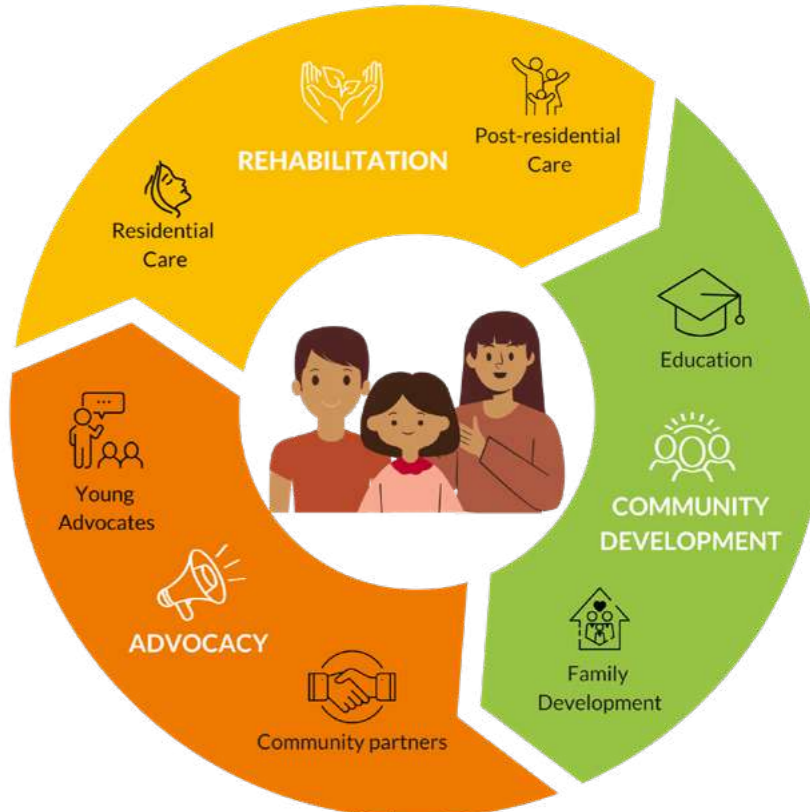 REHABILITATION
Residential
Care
Post-residential
Care
Education
COMMUNITY
DEVELOPMENT
Family
Development
Young
Advocates
ADVOCACY
Community partners